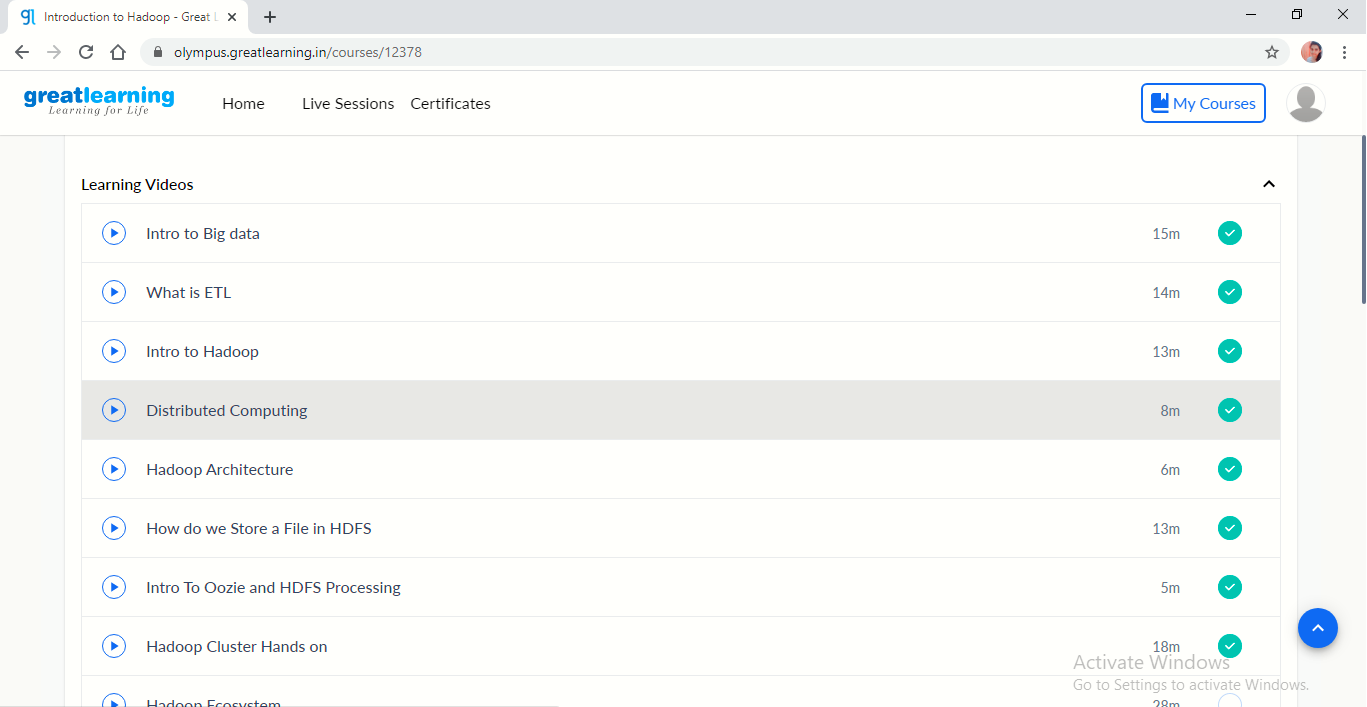 Introduction to Hadoop - Great L
olympus.greatlearning.in/courses/12378
greatlearning
Learning for Life
Home Live Sessions Certificates
My Courses
Learning Videos
Intro to Big data 15m
What is ETL 14m
Intro to Hadoop 13m
Distributed Computing 8m
Hadoop Architecture 6m
How do we Store a File in HDFS 13m
Intro To Oozie and HDFS Processing 5m
Hadoop Cluster Hands on 18m
Activate Windows
Go to Settings to activate Windows.
Hadoop Ecosystem 28m